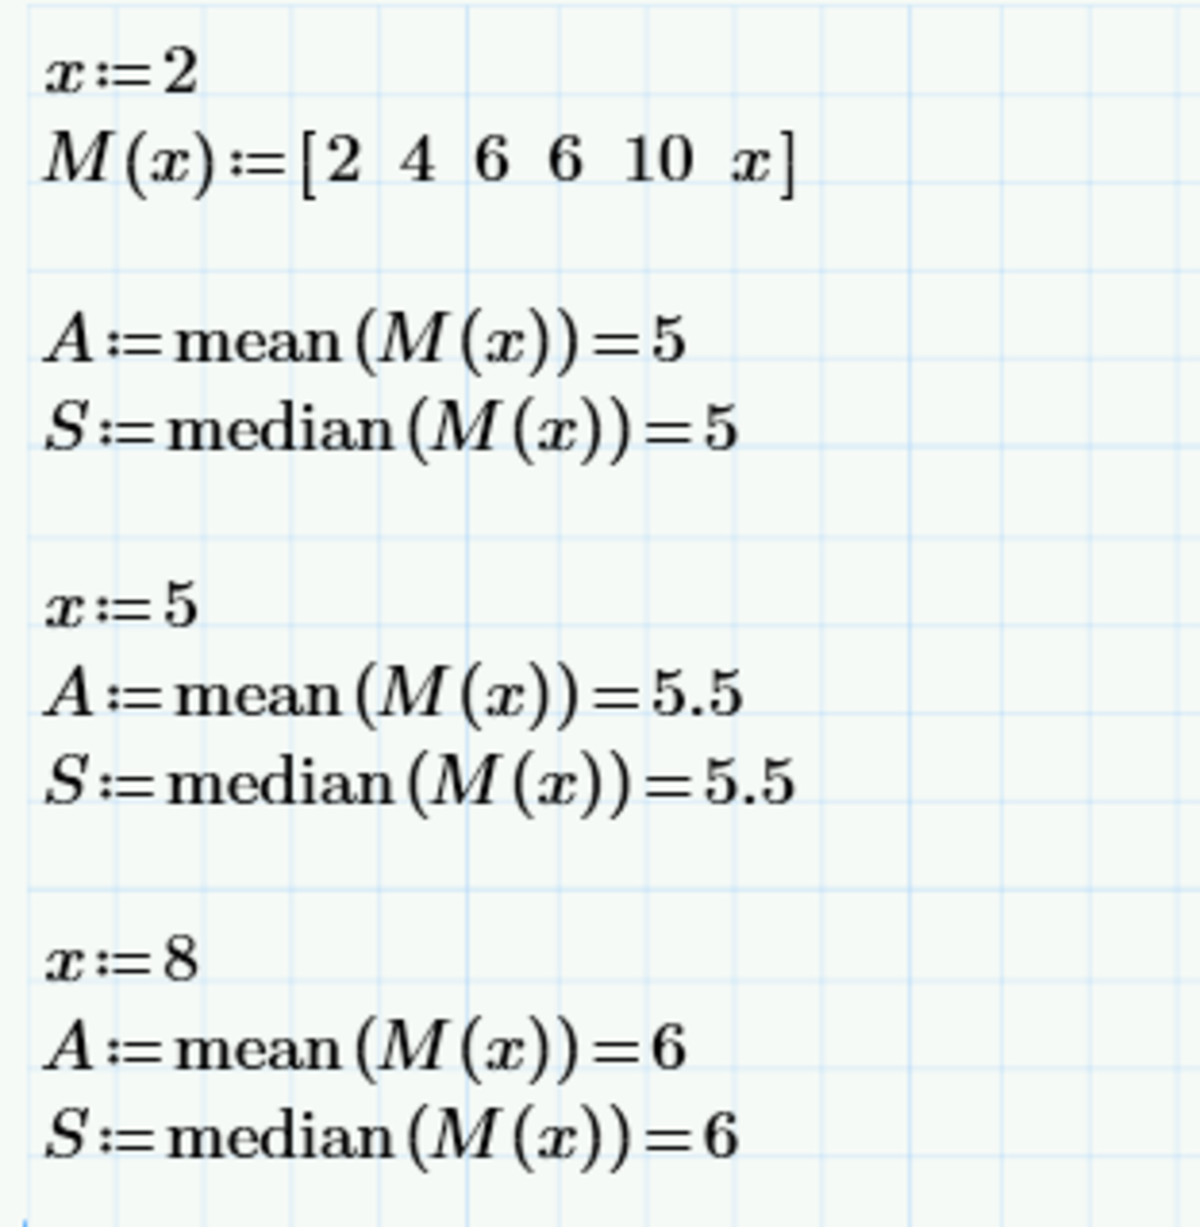 x:=2
M(x):=[2 4 6 6 10 x]
A:=mean(M(x))=5
S:=median(M(x))=5
x:=5
A:=mean(M(x))=5.5
S:=median(M(x))=5.5
x:=8
A:=mean(M(x))=6
S:=median(M(x))=6